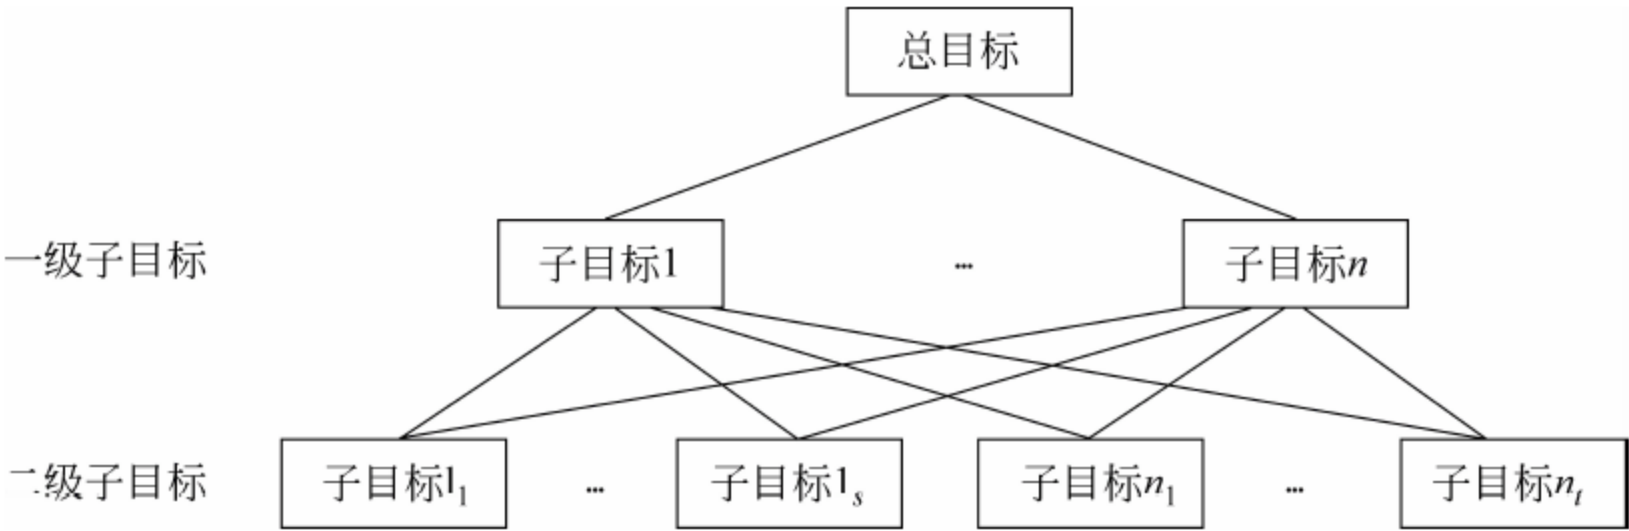 总目标
一级子目标 子目标1 … 子目标n
二级子目标 子目标1₁ … 子目标1ₛ 子目标n₁ … 子目标nₜ